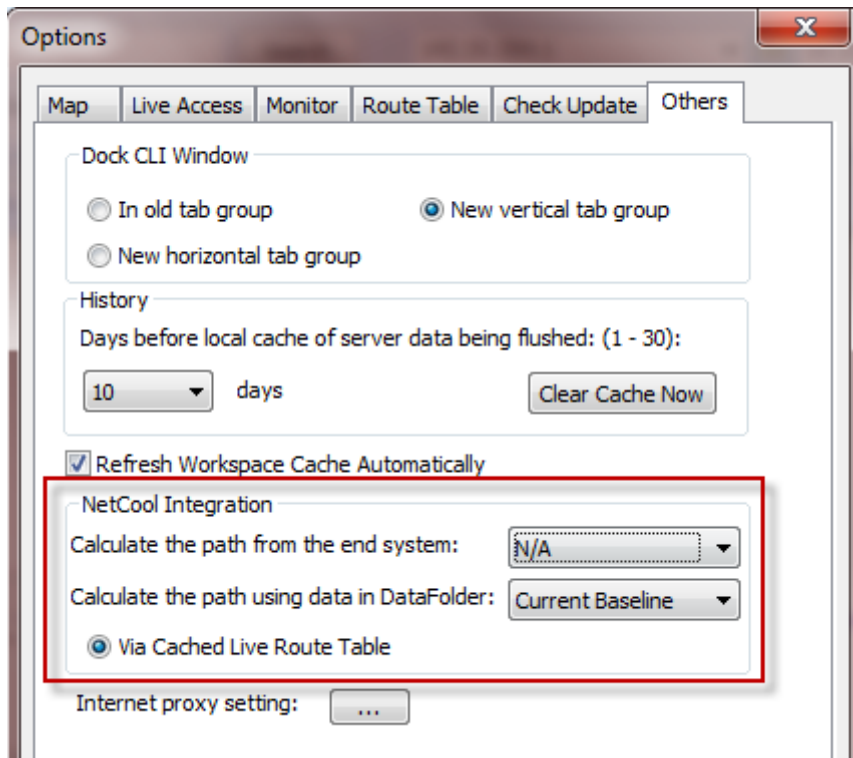 Options
Map Live Access Monitor Route Table Check Update Others
Dock CLI Window
In old tab group New vertical tab group
New horizontal tab group
History
Days before local cache of server data being flushed: (1 - 30):
10 days Clear Cache Now
Refresh Workspace Cache Automatically
NetCool Integration
Calculate the path from the end system: N/A
Calculate the path using data in DataFolder: Current Baseline
Via Cached Live Route Table
Internet proxy setting: ...